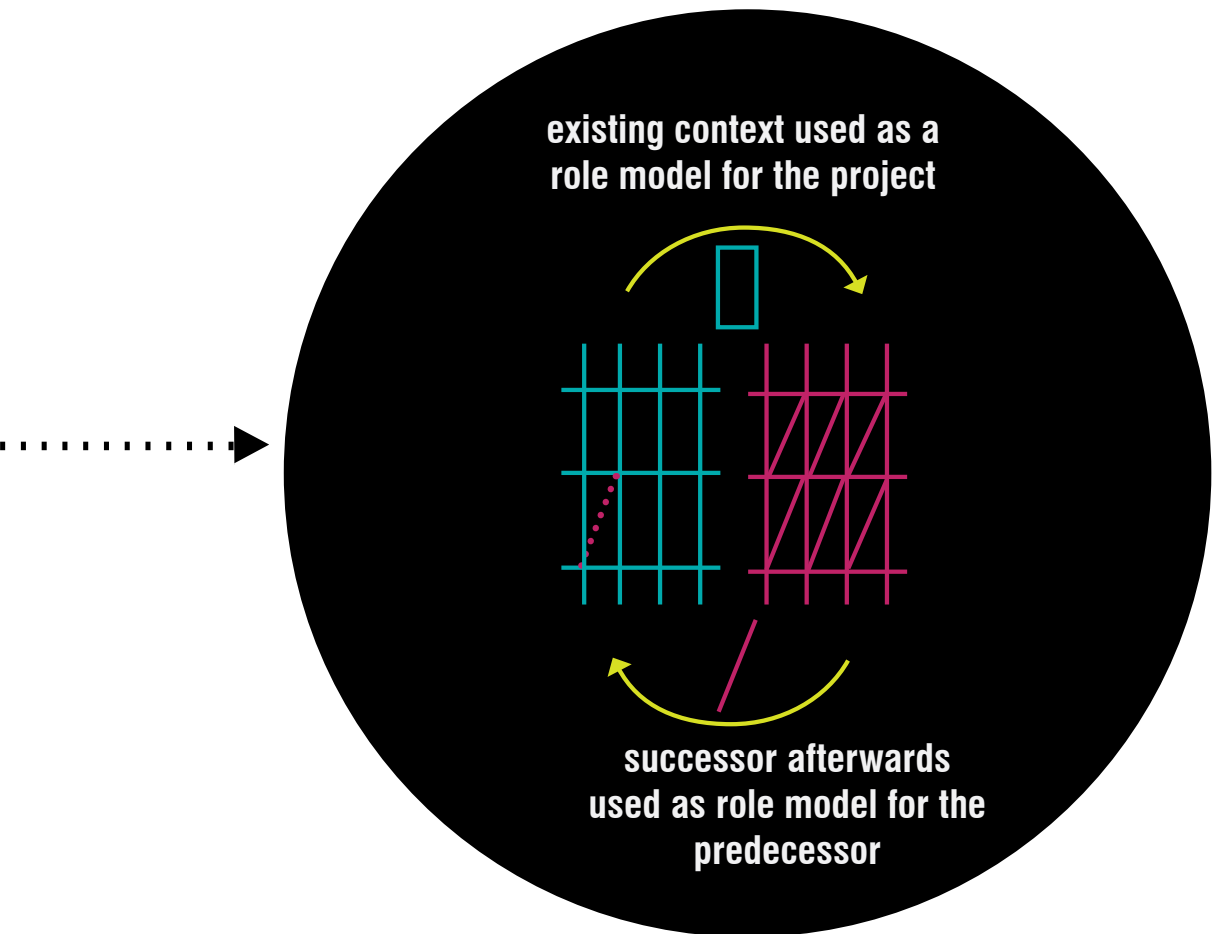 existing context used as a
role model for the project
successor afterwards
used as role model for the
predecessor